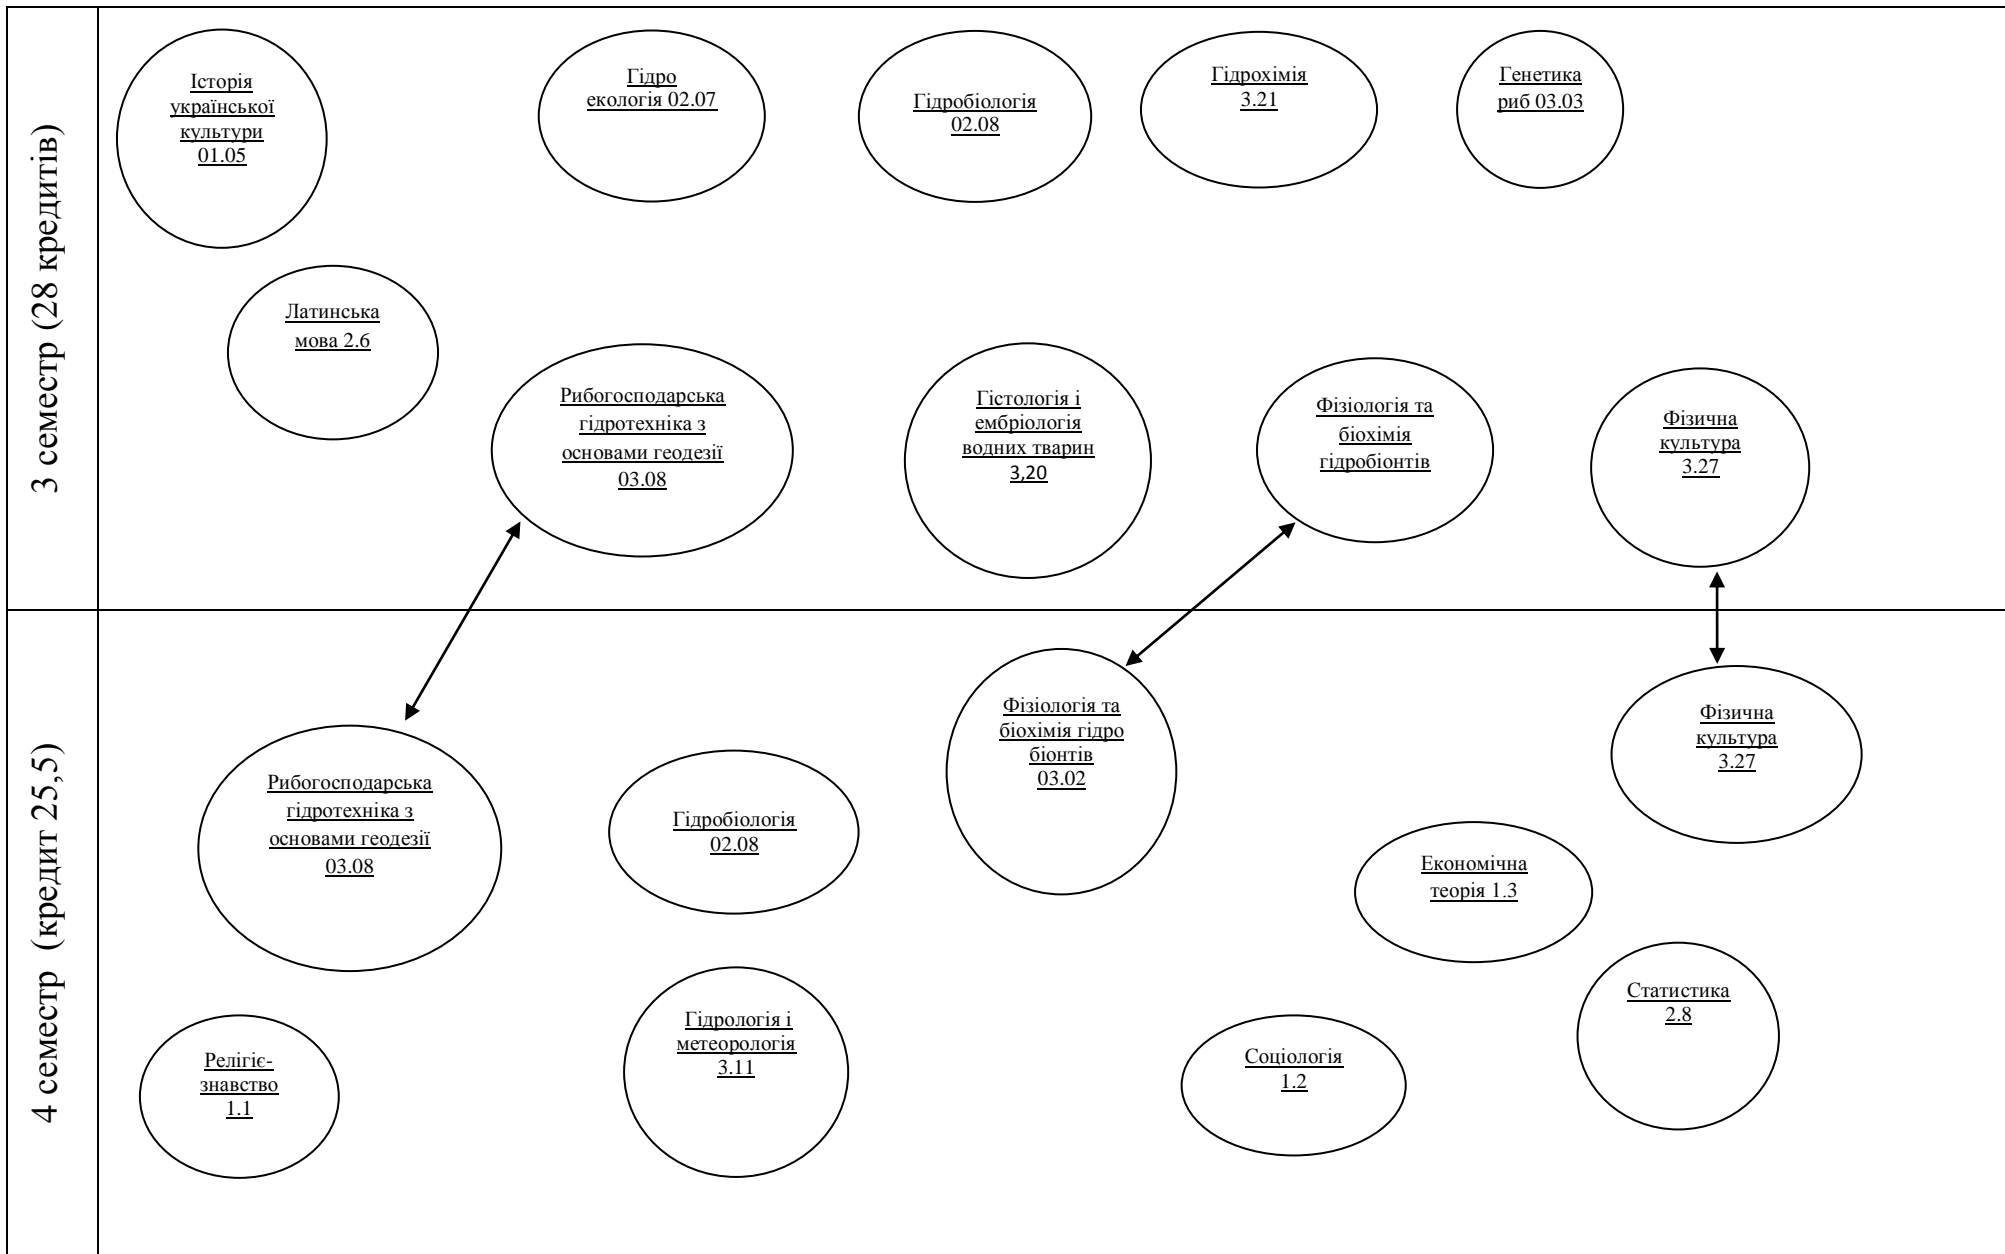 3 семестр (28 кредитів)
Історія
української
культури
01.05
Гідро
екологія 02.07
Гідробіологія
02.08
Гідрохімія
3.21
Генетика
риб 03.03
Латинська
мова 2.6
Рибогосподарська
гідротехніка з
основами геодезії
03.08
Гістологія і
ембріологія
водних тварин
3,20
Фізіологія та
біохімія
гідробіонтів
Фізична
культура
3.27
4 семестр (кредит 25,5)
Рибогосподарська
гідротехніка з
основами геодезії
03.08
Гідробіологія
02.08
Фізіологія та
біохімія гідро
біонтів
03.02
Фізична
культура
3.27
Економічна
теорія 1.3
Релігіє-
знавство
1.1
Гідрологія і
метеорологія
3.11
Соціологія
1.2
Статистика
2.8